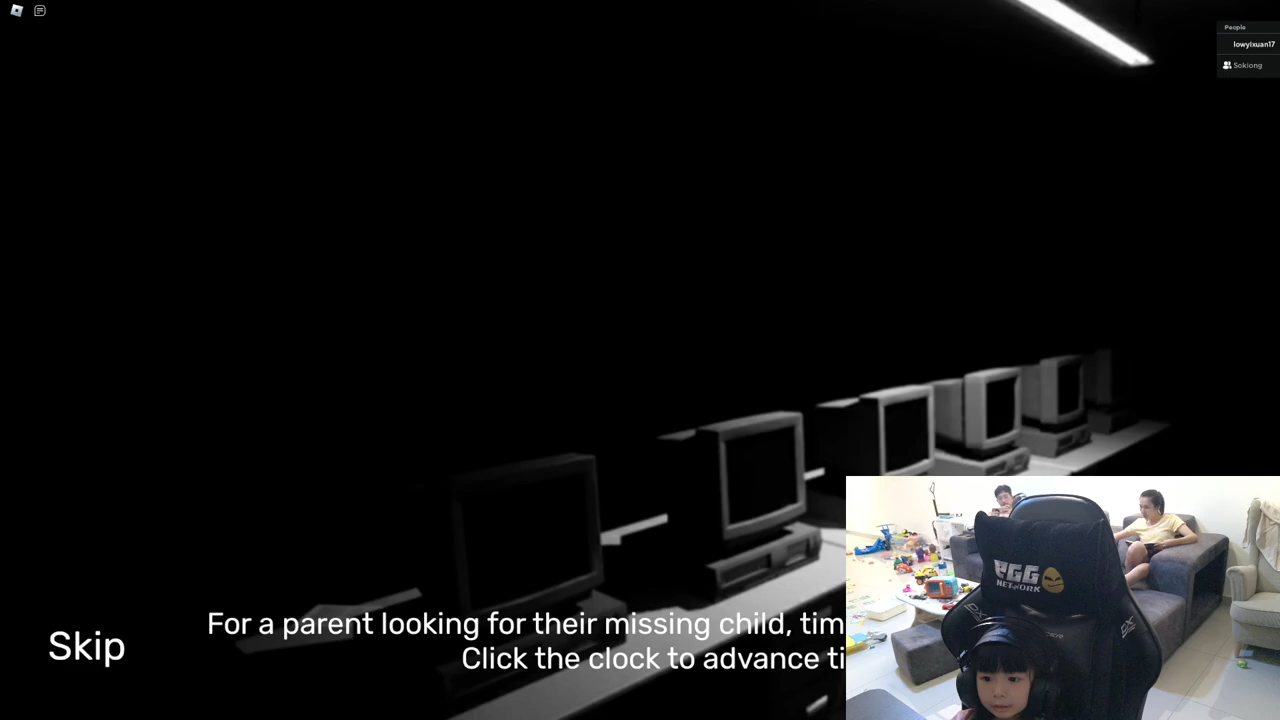 People
lowyixuan17
Sokiong
For a parent looking for their missing child, tim
Click the clock to advance ti
Skip
eGG
NETWORK